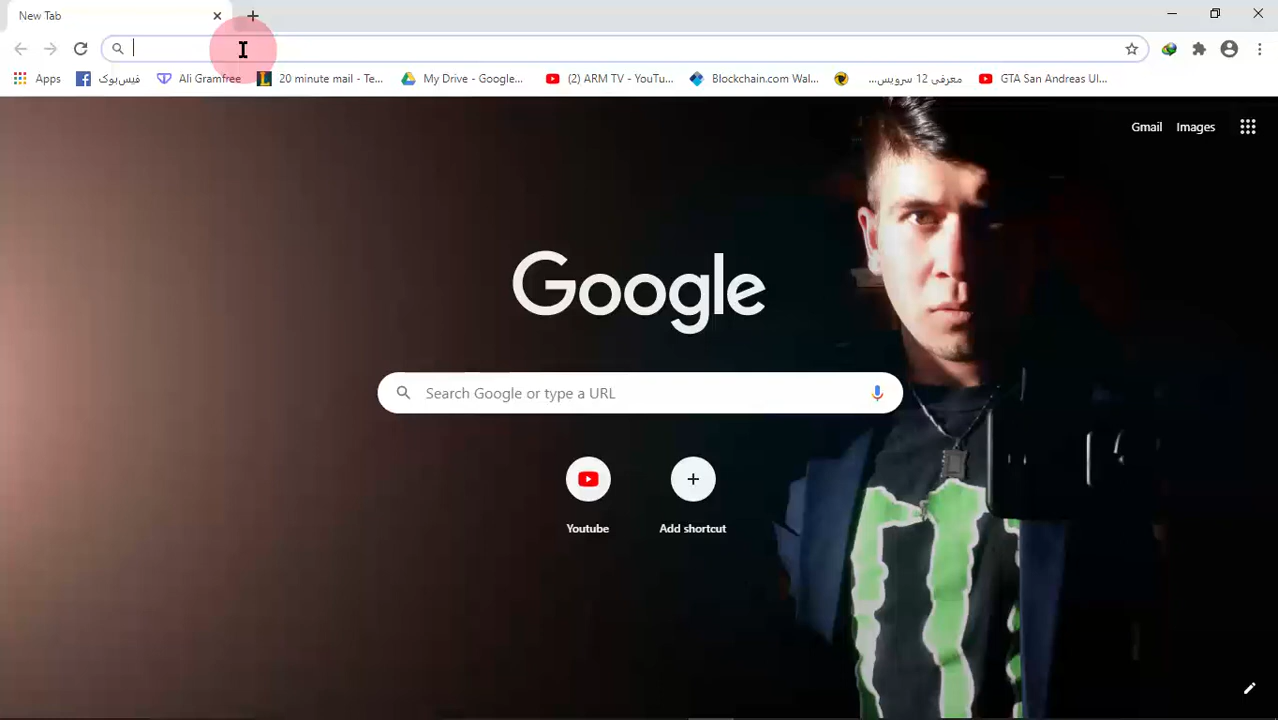 New Tab
Apps
فیس‌بوک
Ali Gramfree
20 minute mail - Te...
My Drive - Google...
(2) ARM TV - YouTu...
Blockchain.com Wal...
معرفی 12 سرویس...
GTA San Andreas Ul...
Gmail
Images
Google
Search Google or type a URL
Youtube
Add shortcut